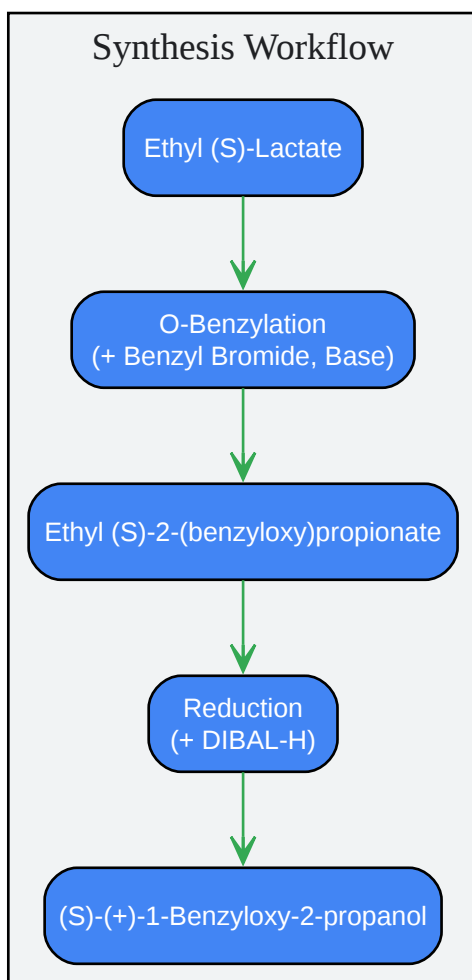 Synthesis Workflow
Ethyl (S)-Lactate
O-Benzylation
(+ Benzyl Bromide, Base)
Ethyl (S)-2-(benzyloxy)propionate
Reduction
(+ DIBAL-H)
(S)-(+)-1-Benzyloxy-2-propanol